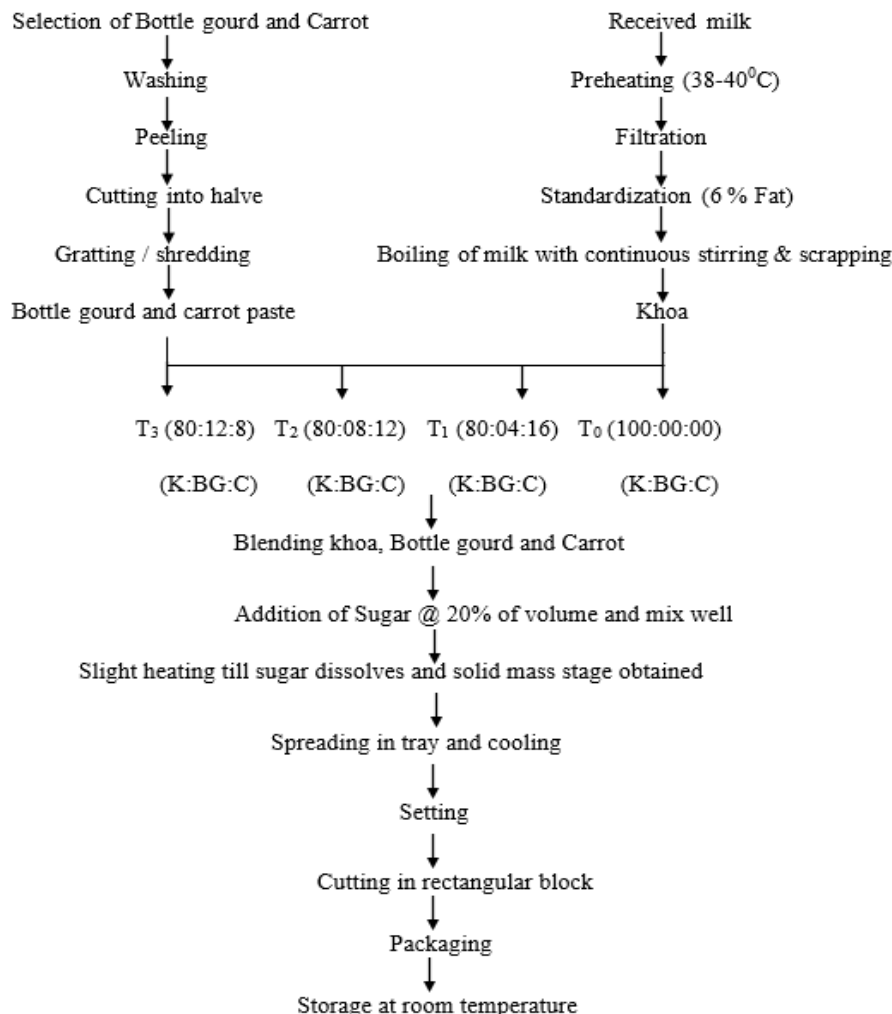 Selection of Bottle gourd and Carrot
Washing
Peeling
Cutting into halve
Gratting / shredding
Bottle gourd and carrot paste
Received milk
Preheating (38-40⁰C)
Filtration
Standardization (6 % Fat)
Boiling of milk with continuous stirring & scrapping
Khoa
T₃ (80:12:8) T₂ (80:08:12) T₁ (80:04:16) T₀ (100:00:00)
(K:BG:C) (K:BG:C) (K:BG:C) (K:BG:C)
Blending khoa, Bottle gourd and Carrot
Addition of Sugar @ 20% of volume and mix well
Slight heating till sugar dissolves and solid mass stage obtained
Spreading in tray and cooling
Setting
Cutting in rectangular block
Packaging
Storage at room temperature